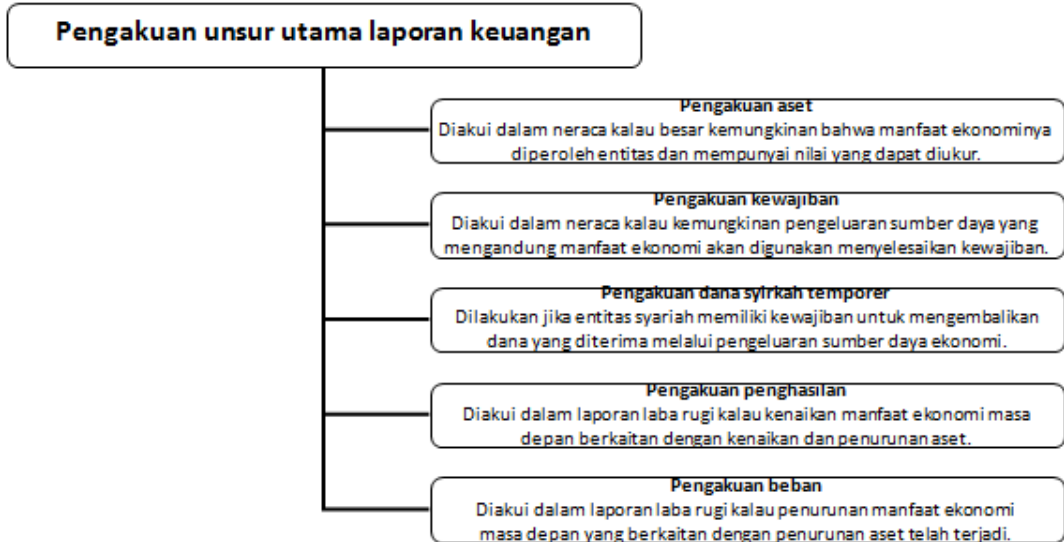 Pengakuan unsur utama laporan keuangan
Pengakuan aset
Diakui dalam neraca kalau besar kemungkinan bahwa manfaat ekonominya
diperoleh entitas dan mempunyai nilai yang dapat diukur.
Pengakuan kewajiban
Diakui dalam neraca kalau kemungkinan pengeluaran sumber daya yang
mengandung manfaat ekonomi akan digunakan menyelesaikan kewajiban.
Pengakuan dana syirkah temporer
Dilakukan jika entitas syariah memiliki kewajiban untuk mengembalikan
dana yang diterima melalui pengeluaran sumber daya ekonomi.
Pengakuan penghasilan
Diakui dalam laporan laba rugi kalau kenaikan manfaat ekonomi masa
depan berkaitan dengan kenaikan dan penurunan aset.
Pengakuan beban
Diakui dalam laporan laba rugi kalau penurunan manfaat ekonomi
masa depan yang berkaitan dengan penurunan aset telah terjadi.